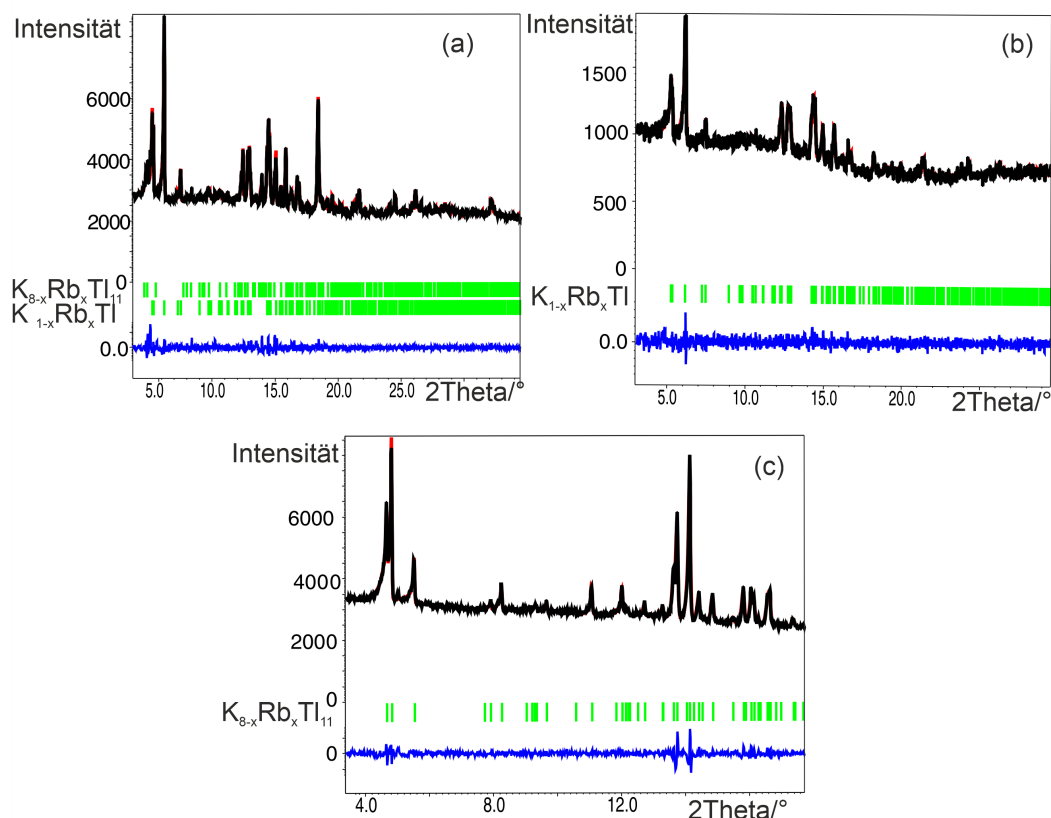 Intensität
(a)
6000
4000
2000
0
K₈₋ₓRbₓTl₁₁
K ₁₋ₓRbₓTl
0.0
5.0 10.0 15.0 20.0 25.0
2Theta/°
Intensität
(b)
1500
1000
500
0
K₁₋ₓRbₓTl
0.0
5.0 10.0 15.0 20.0
2Theta/°
Intensität
(c)
6000
4000
2000
0
K₈₋ₓRbₓTl₁₁
0
4.0 8.0 12.0
2Theta/°